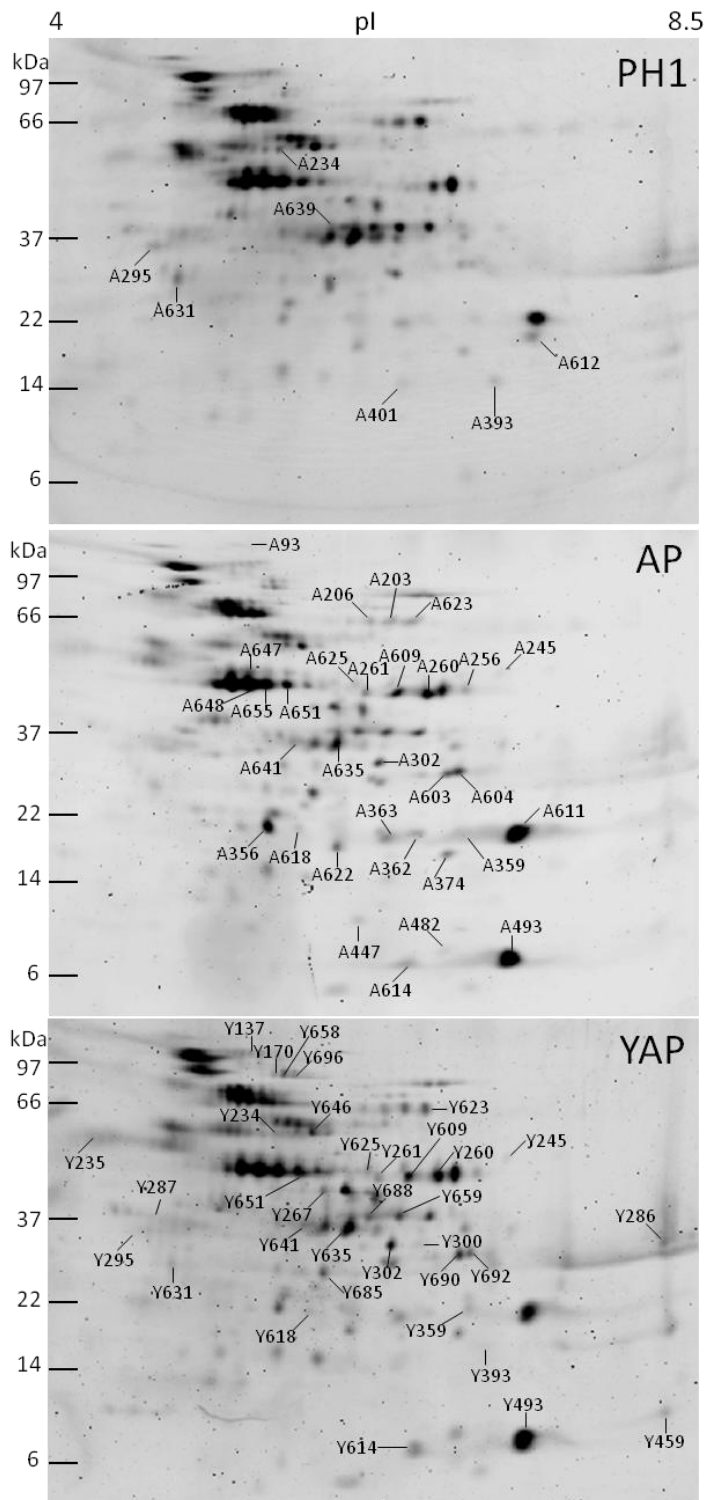 4 pI 8.5
kDa PH1
97
66
A234
A639
37
A295
A631
22
A612
14
A401 A393
6
kDa A93 AP
97
A206 A203 A623
66
A647 A625 A261 A609 A260 A256 A245
A648 A655 A651
37
A641 A635 A302
A603 A604
22
A363 A611
A356 A618 A622 A362 A374 A359
14
A447 A482 A493
6
A614
kDa Y137 Y170 Y658 Y696 YAP
97
66
Y234 Y646 Y623
Y235 Y625 Y261 Y609 Y260 Y245
Y287 Y651 Y267 Y688 Y659
37 Y286
Y295 Y641 Y635 Y302 Y300
Y631 Y685 Y690 Y692
22
Y618 Y359
14
Y393
Y493
Y614 Y459
6